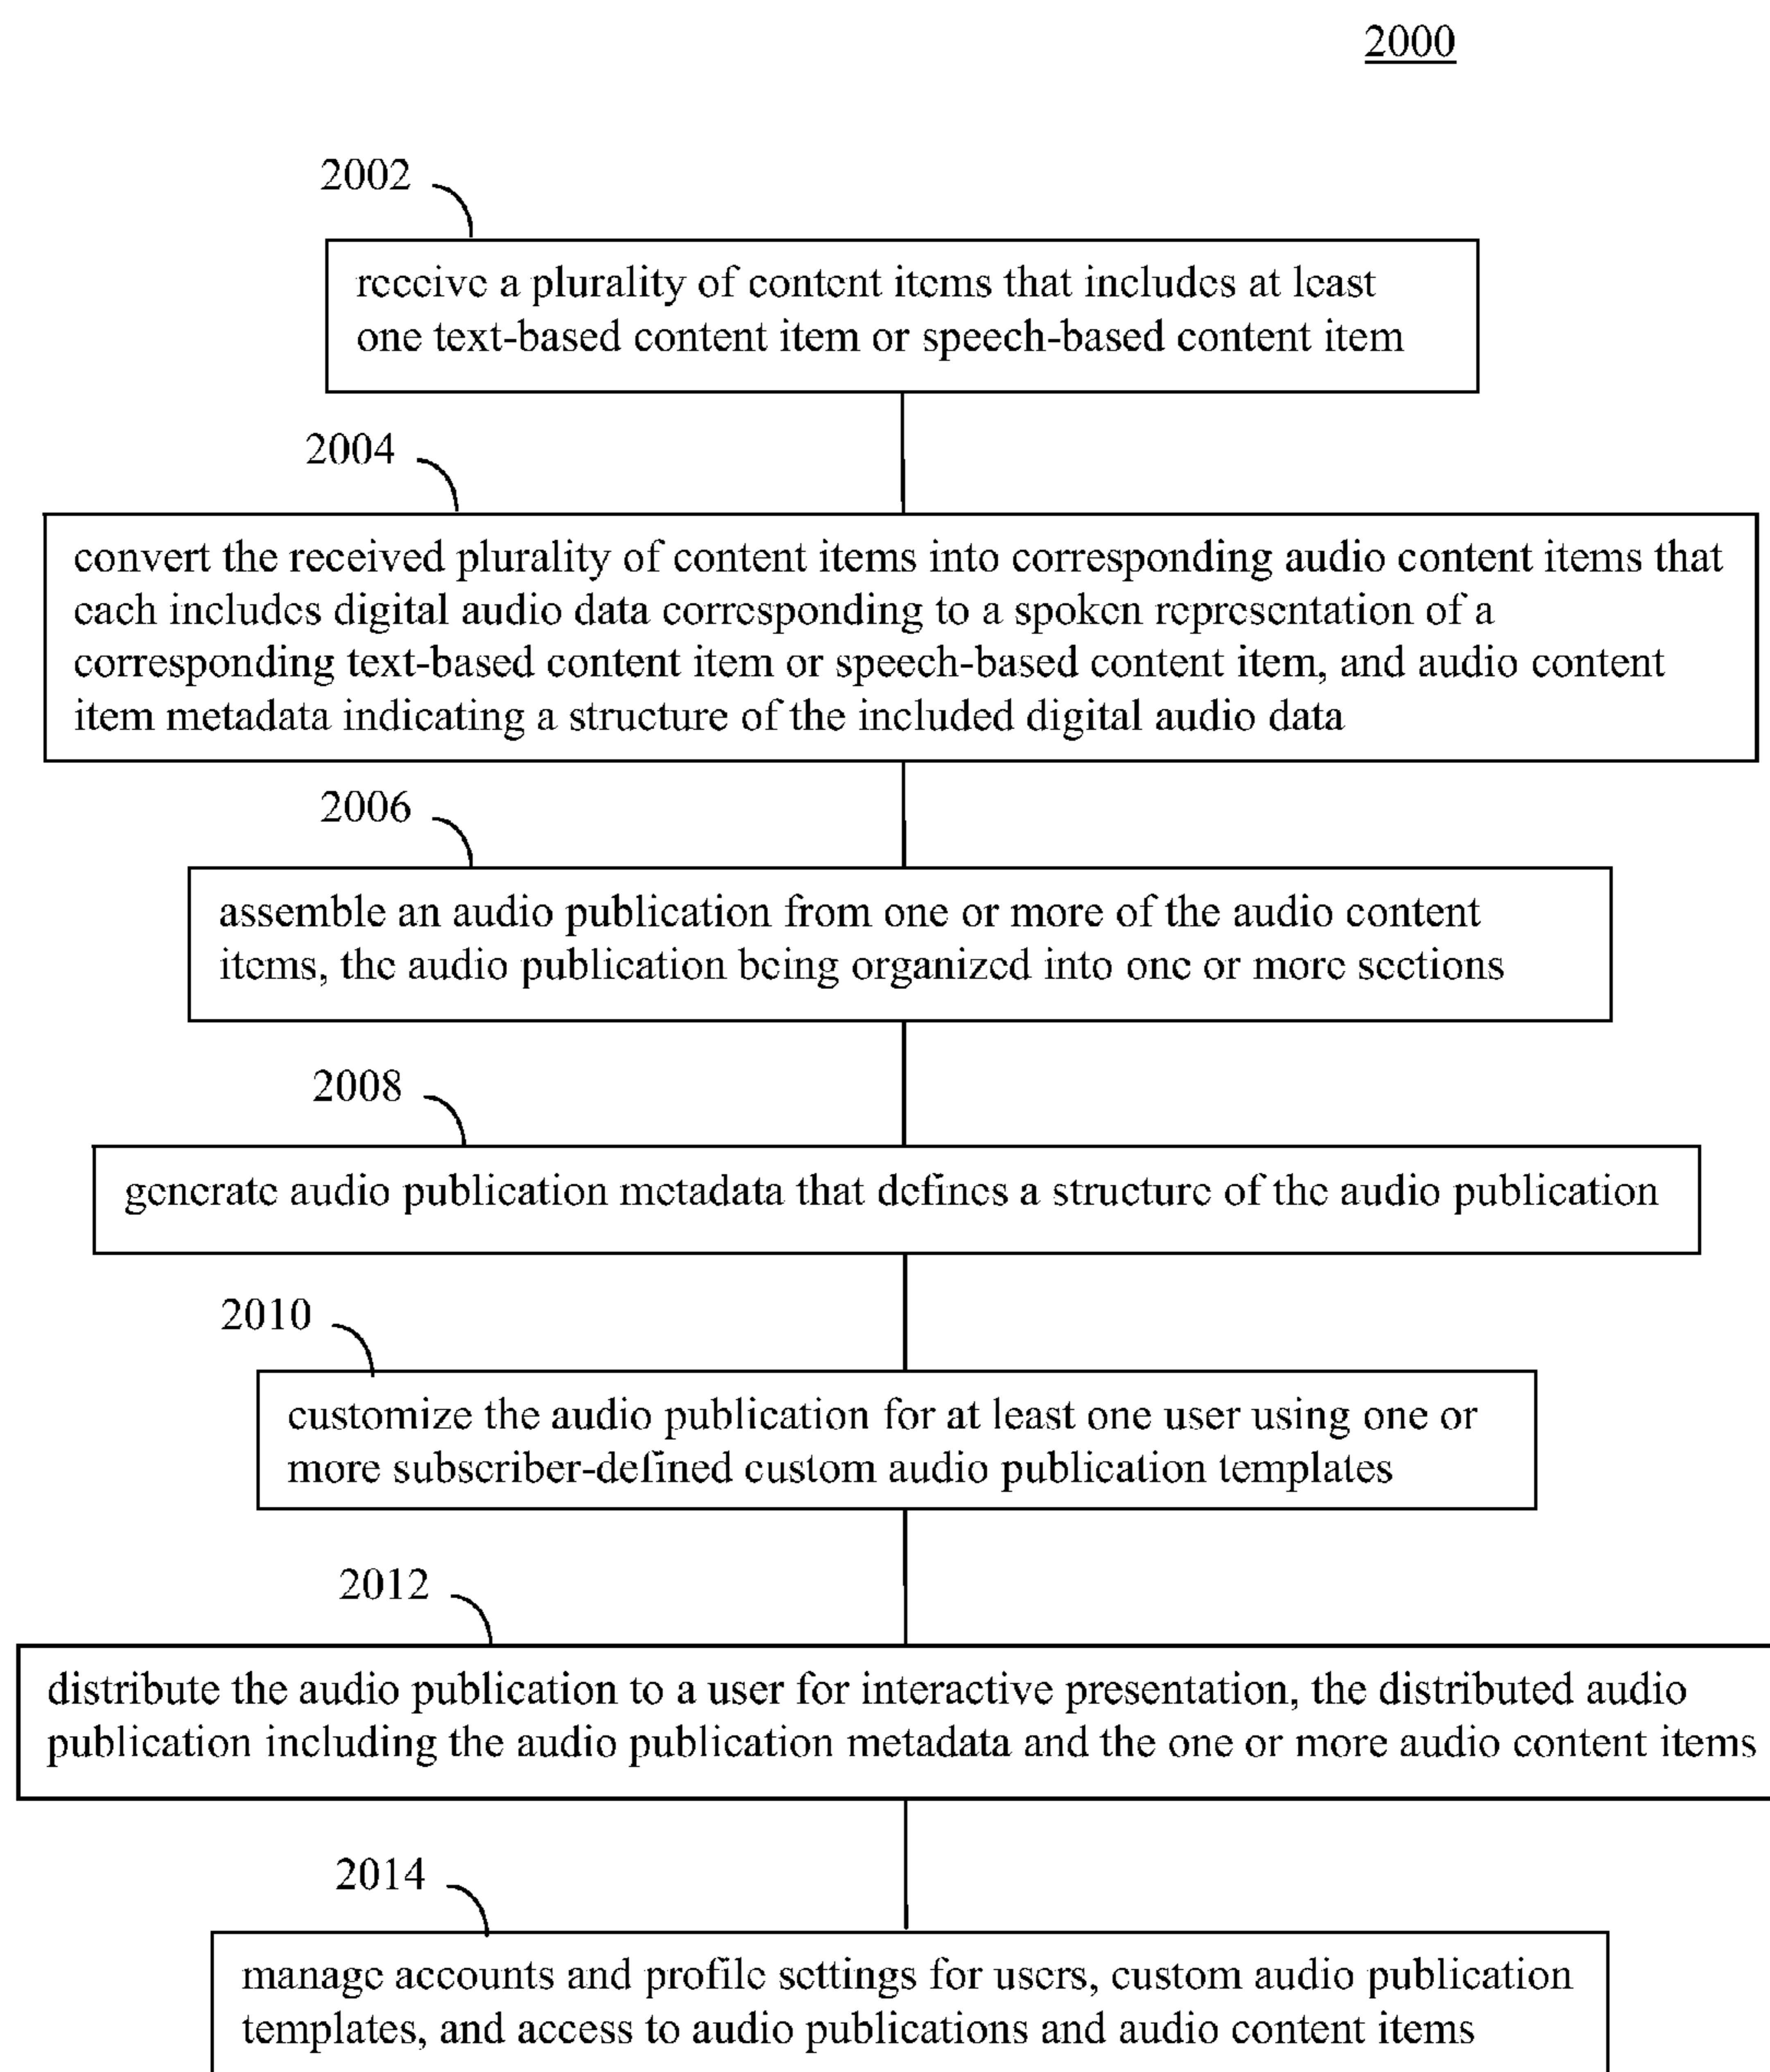 2000
2002
receive a plurality of content items that includes at least
one text-based content item or speech-based content item
2004
convert the received plurality of content items into corresponding audio content items that
each includes digital audio data corresponding to a spoken representation of a
corresponding text-based content item or speech-based content item, and audio content
item metadata indicating a structure of the included digital audio data
2006
assemble an audio publication from one or more of the audio content
items, the audio publication being organized into one or more sections
2008
generate audio publication metadata that defines a structure of the audio publication
2010
customize the audio publication for at least one user using one or
more subscriber-defined custom audio publication templates
2012
distribute the audio publication to a user for interactive presentation, the distributed audio
publication including the audio publication metadata and the one or more audio content items
2014
manage accounts and profile settings for users, custom audio publication
templates, and access to audio publications and audio content items